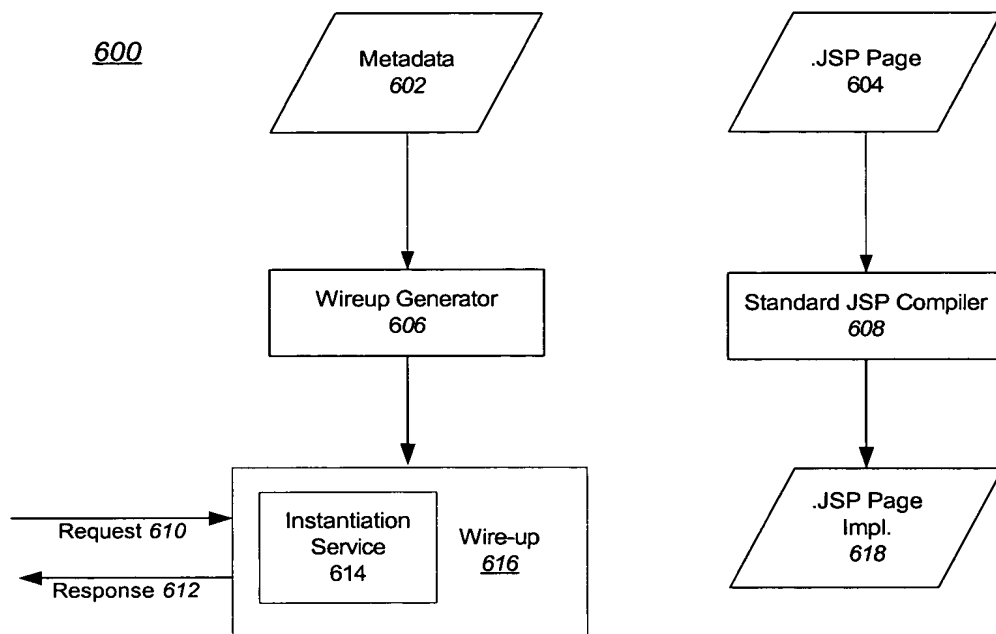 600
Metadata
602
.JSP Page
604
Wireup Generator
606
Standard JSP Compiler
608
Request 610
Response 612
Instantiation
Service
614
Wire-up
616
.JSP Page
Impl.
618